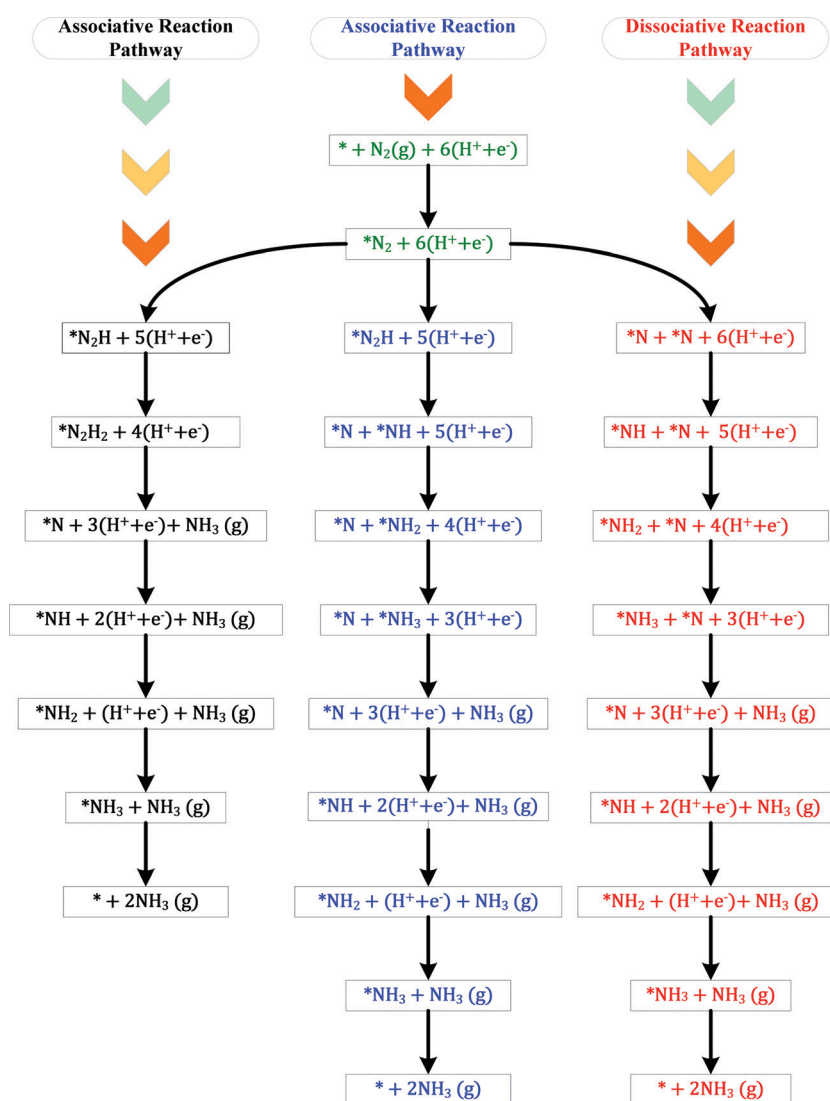 Associative Reaction
Pathway
Associative Reaction
Pathway
Dissociative Reaction
Pathway
* + N₂(g) + 6(H⁺+e⁻)
*N₂ + 6(H⁺+e⁻)
*N₂H + 5(H⁺+e⁻)
*N₂H₂ + 4(H⁺+e⁻)
*N + 3(H⁺+e⁻)+ NH₃ (g)
*NH + 2(H⁺+e⁻)+ NH₃ (g)
*NH₂ + (H⁺+e⁻) + NH₃ (g)
*NH₃ + NH₃ (g)
* + 2NH₃ (g)
*N₂H + 5(H⁺+e⁻)
*N + *NH + 5(H⁺+e⁻)
*N + *NH₂ + 4(H⁺+e⁻)
*N + *NH₃ + 3(H⁺+e⁻)
*N + 3(H⁺+e⁻) + NH₃ (g)
*NH + 2(H⁺+e⁻)+ NH₃ (g)
*NH₂ + (H⁺+e⁻) + NH₃ (g)
*NH₃ + NH₃ (g)
* + 2NH₃ (g)
*N + *N + 6(H⁺+e⁻)
*NH + *N + 5(H⁺+e⁻)
*NH₂ + *N + 4(H⁺+e⁻)
*NH₃ + *N + 3(H⁺+e⁻)
*N + 3(H⁺+e⁻) + NH₃ (g)
*NH + 2(H⁺+e⁻) + NH₃ (g)
*NH₂ + (H⁺+e⁻) + NH₃ (g)
*NH₃ + NH₃ (g)
* + 2NH₃ (g)